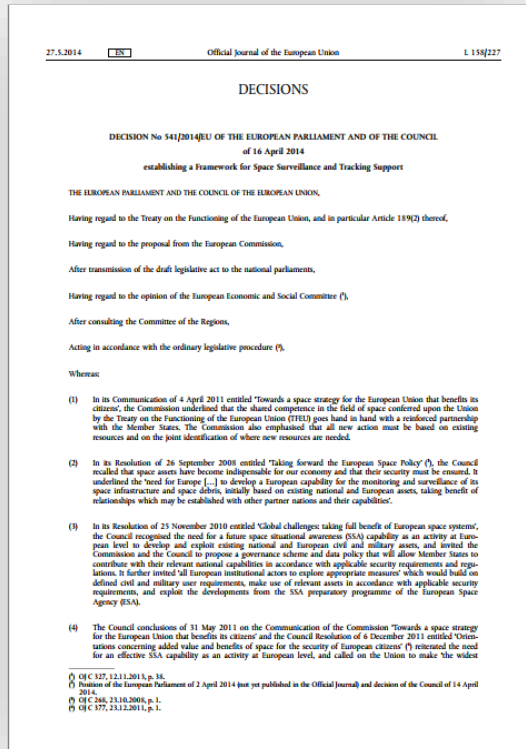 27.5.2014 EN Official Journal of the European Union L 158/227
DECISIONS
DECISION No 541/2014/EU OF THE EUROPEAN PARLIAMENT AND OF THE COUNCIL
of 16 April 2014
establishing a Framework for Space Surveillance and Tracking Support
THE EUROPEAN PARLIAMENT AND THE COUNCIL OF THE EUROPEAN UNION,
Having regard to the Treaty on the Functioning of the European Union, and in particular Article 189(2) thereof,
Having regard to the proposal from the European Commission,
After transmission of the draft legislative act to the national parliaments,
Having regard to the opinion of the European Economic and Social Committee (¹),
After consulting the Committee of the Regions,
Acting in accordance with the ordinary legislative procedure (²),
Whereas:
(1) In its Communication of 4 April 2011 entitled ‘Towards a space strategy for the European Union that benefits its
citizens’, the Commission underlined that the shared competence in the field of space conferred upon the Union
by the Treaty on the Functioning of the European Union (TFEU) goes hand in hand with a reinforced partnership
with the Member States. The Commission also emphasised that all new action must be based on existing
resources and on the joint identification of where new resources are needed.
(2) In its Resolution of 26 September 2008 entitled ‘Taking forward the European Space Policy’ (³), the Council
recalled that space assets have become indispensable for our economy and that their security must be ensured. It
underlined the ‘need for Europe […] to develop a European capability for the monitoring and surveillance of its
space infrastructure and space debris, initially based on existing national and European assets, taking benefit of
relationships which may be established with other partner nations and their capabilities’.
(3) In its Resolution of 25 November 2010 entitled ‘Global challenges: taking full benefit of European space systems’,
the Council recognised the need for a future space situational awareness (SSA) capability as an activity at Euro-
pean level to develop and exploit existing national and European civil and military assets, and invited the
Commission and the Council to propose a governance scheme and data policy that will allow Member States to
contribute with their relevant national capabilities in accordance with applicable security requirements and regu-
lations. It further invited ‘all European institutional actors to explore appropriate measures’ which would build on
defined civil and military user requirements, make use of relevant assets in accordance with applicable security
requirements, and exploit the developments from the SSA preparatory programme of the European Space
Agency (ESA).
(4) The Council conclusions of 31 May 2011 on the Communication of the Commission ‘Towards a space strategy
for the European Union that benefits its citizens’ and the Council Resolution of 6 December 2011 entitled ‘Orien-
tations concerning added value and benefits of space for the security of European citizens’ (⁴) reiterated the need
for an effective SSA capability as an activity at European level, and called on the Union to make ‘the widest
(¹) OJ C 327, 12.11.2013, p. 38.
(²) Position of the European Parliament of 2 April 2014 (not yet published in the Official Journal) and decision of the Council of 14 April
2014.
(³) OJ C 268, 23.10.2008, p. 1.
(⁴) OJ C 377, 23.12.2011, p. 1.